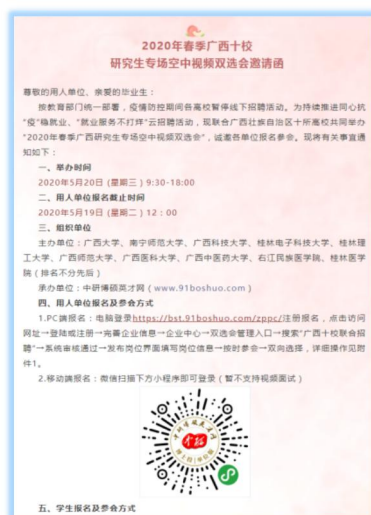 2020年春季广西十校
研究生专场空中视频双选会邀请函
尊敬的用人单位、亲爱的毕业生：
按教育部门统一部署，疫情防控期间各高校暂停线下招聘活动。为持续推进同心抗
“疫”稳就业、“就业服务不打烊”云招聘活动，现联合广西壮族自治区十所高校共同举办
“2020年春季广西研究生专场空中视频双选会”，诚邀各单位报名参会。现将有关事宜通
知如下：
一、举办时间
2020年5月20日 (星期三) 9:30-18:00
二、用人单位报名截止时间
2020年5月19日 (星期二) 12：00
三、组织单位
主办单位：广西大学、南宁师范大学、广西科技大学、桂林电子科技大学、桂林理
工大学、广西师范大学、广西医科大学、广西中医药大学、右江民族医学院、桂林医学
院（排名不分先后）
承办单位：中研博硕英才网（www.91boshuo.com）
四、用人单位报名及参会方式
1.PC端报名：电脑登录https://bst.91boshuo.com/zppc/注册报名，点击访问
网址→登陆或注册→完善企业信息→企业中心→双选会管理入口→搜索“广西十校联合招
聘”→系统审核通过→发布岗位界面填写岗位信息→按时参会→双向选择，详细操作见附
件1。
2.移动端报名：微信扫描下方小程序即可登录（暂不支持视频面试）
五、学生报名及参会方式